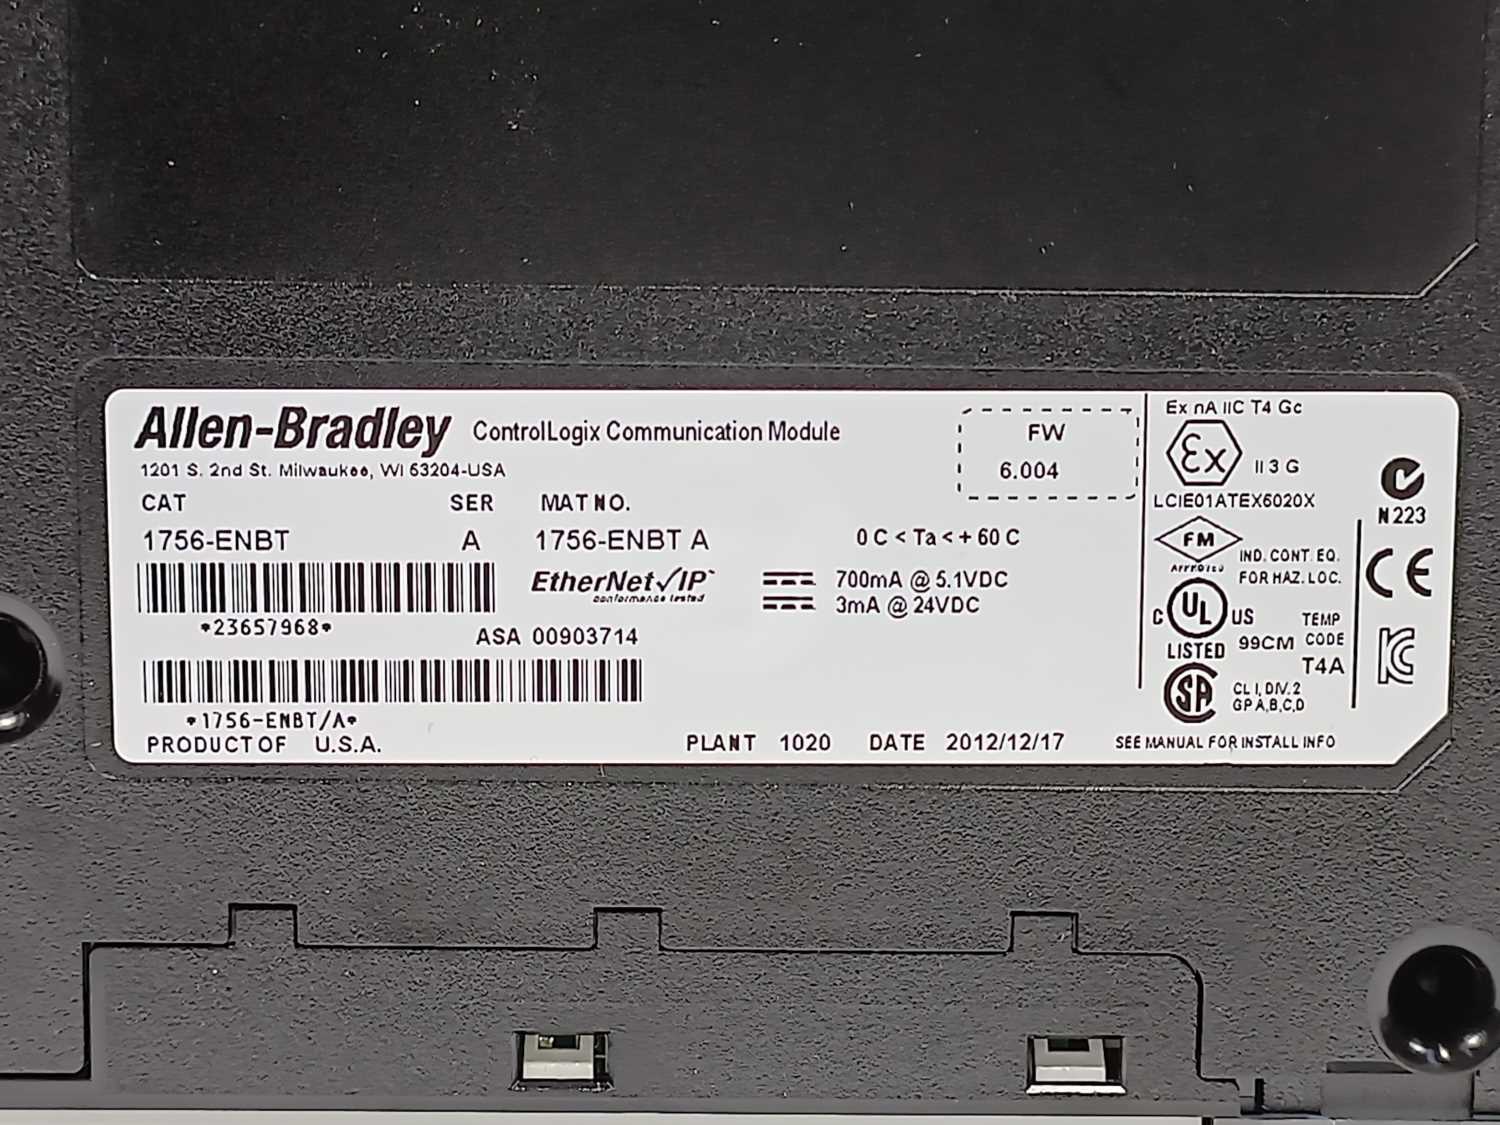 Allen-Bradley ControlLogix Communication Module
1201 S. 2nd St. Milwaukee, WI 53204-USA
FW
6.004
CAT SER MAT NO.
1756-ENBT A 1756-ENBT A
0 C < Ta < + 60 C
EtherNet/IP
conformance tested
700mA @ 5.1VDC
3mA @ 24VDC
*23657968*
ASA 00903714
*1756-ENBT/A*
PRODUCT OF U.S.A.
PLANT 1020 DATE 2012/12/17
Ex nA IIC T4 Gc
Ex II 3 G
LCIE01ATEX6020X
N223
FM
APPROVED
IND. CONT. EQ.
FOR HAZ. LOC.
CE
C UL US
LISTED 99CM
TEMP
CODE
T4A
SA
CL I, DIV. 2
GP A,B,C,D
SEE MANUAL FOR INSTALL INFO